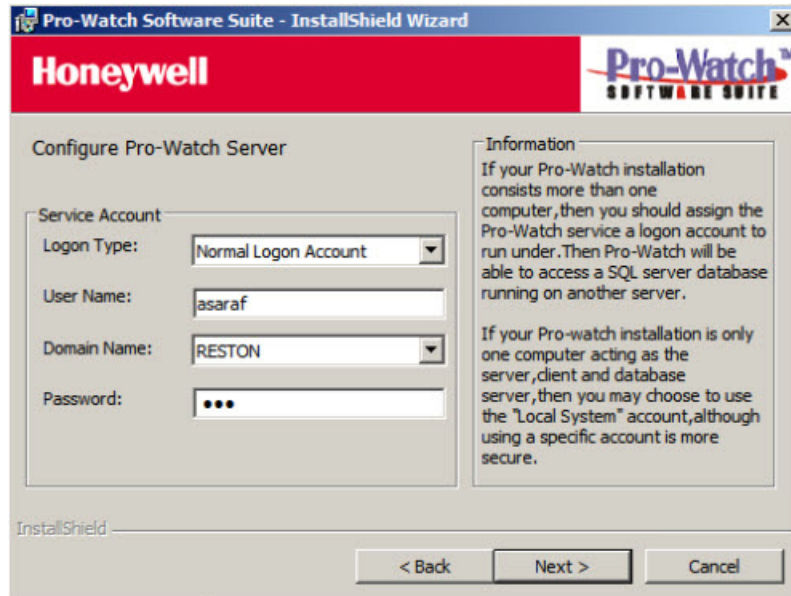 Pro-Watch Software Suite - InstallShield Wizard
Honeywell
Pro-Watch™
SOFTWARE SUITE
Configure Pro-Watch Server
Service Account
Logon Type:
Normal Logon Account
User Name:
asaraf
Domain Name:
RESTON
Password:
•••
Information
If your Pro-Watch installation
consists more than one
computer,then you should assign the
Pro-Watch service a logon account to
run under.Then Pro-Watch will be
able to access a SQL server database
running on another server.
If your Pro-watch installation is only
one computer acting as the
server,client and database
server,then you may choose to use
the "Local System" account,although
using a specific account is more
secure.
InstallShield
< Back
Next >
Cancel